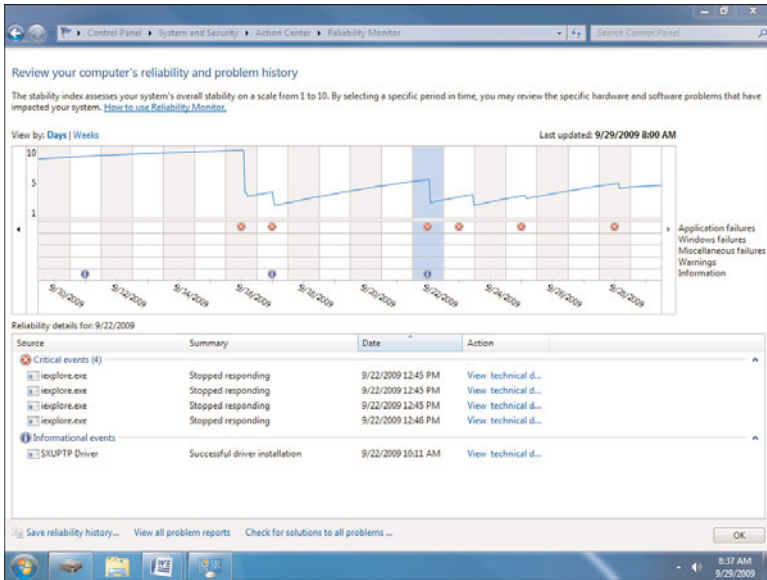 Control Panel ▸ System and Security ▸ Action Center ▸ Reliability Monitor
Search Control Panel
Review your computer's reliability and problem history
The stability index assesses your system's overall stability on a scale from 1 to 10. By selecting a specific period in time, you may review the specific hardware and software problems that have
impacted your system. How to use Reliability Monitor.
View by: Days | Weeks
Last updated: 9/29/2009 8:00 AM
10
5
1
Application failures
Windows failures
Miscellaneous failures
Warnings
Information
9/10/2009 9/12/2009 9/14/2009 9/16/2009 9/18/2009 9/20/2009 9/22/2009 9/24/2009 9/26/2009 9/28/2009
Reliability details for: 9/22/2009
Source Summary Date Action
Critical events (4)
iexplore.exe Stopped responding 9/22/2009 12:45 PM View technical d...
iexplore.exe Stopped responding 9/22/2009 12:45 PM View technical d...
iexplore.exe Stopped responding 9/22/2009 12:45 PM View technical d...
iexplore.exe Stopped responding 9/22/2009 12:46 PM View technical d...
Informational events
SXUPTP Driver Successful driver installation 9/22/2009 10:11 AM View technical d...
Save reliability history... View all problem reports Check for solutions to all problems ...
OK
8:37 AM
9/29/2009